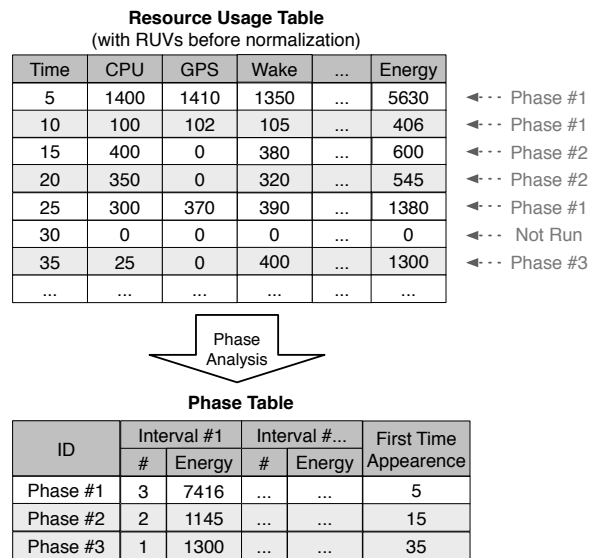 Resource Usage Table
(with RUVs before normalization)
Time CPU GPS Wake ... Energy
5 1400 1410 1350 ... 5630 Phase #1
10 100 102 105 ... 406 Phase #1
15 400 0 380 ... 600 Phase #2
20 350 0 320 ... 545 Phase #2
25 300 370 390 ... 1380 Phase #1
30 0 0 0 ... 0 Not Run
35 25 0 400 ... 1300 Phase #3
... ... ... ... ... ...
Phase
Analysis
Phase Table
ID Interval #1 Interval #... First Time
# Energy # Energy Appearence
Phase #1 3 7416 ... ... 5
Phase #2 2 1145 ... ... 15
Phase #3 1 1300 ... ... 35